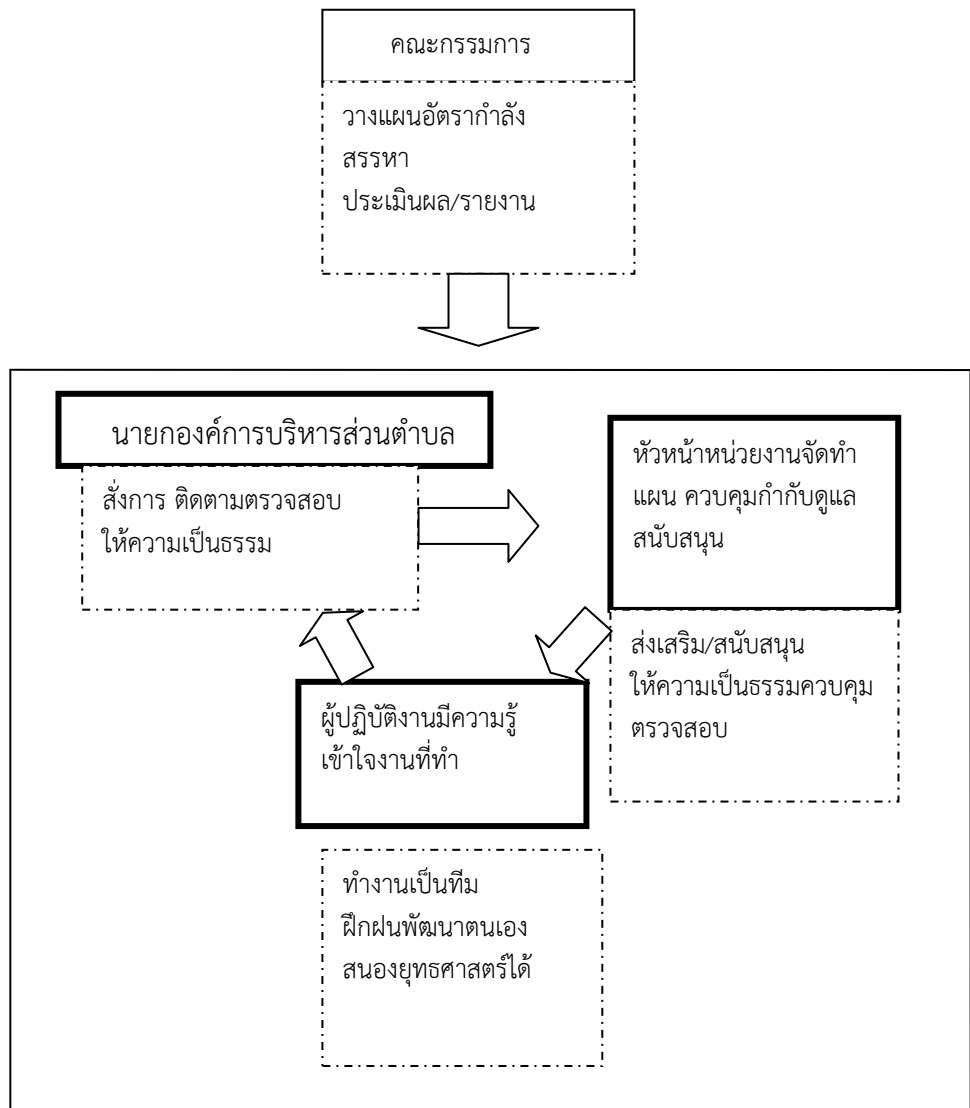 คณะกรรมการ
วางแผนอัตรากำลัง
สรรหา
ประเมินผล/รายงาน
นายกองค์การบริหารส่วนตำบล
สั่งการ ติดตามตรวจสอบ
ให้ความเป็นธรรม
หัวหน้าหน่วยงานจัดทำ
แผน ควบคุมกำกับดูแล
สนับสนุน
ส่งเสริม/สนับสนุน
ให้ความเป็นธรรมควบคุม
ตรวจสอบ
ผู้ปฏิบัติงานมีความรู้
เข้าใจงานที่ทำ
ทำงานเป็นทีม
ฝึกฝนพัฒนาตนเอง
สนองยุทธศาสตร์ได้